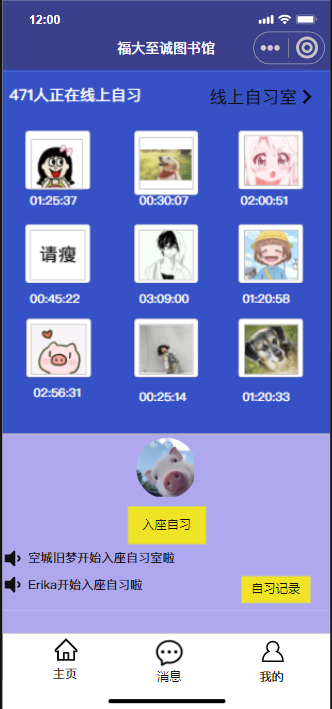 12:00
福大至诚图书馆
471人正在线上自习
线上自习室
01:25:37
00:30:07
02:00:51
请瘦
00:45:22
03:09:00
01:20:58
02:56:31
00:25:14
01:20:33
入座自习
空城旧梦开始入座自习室啦
Erika开始入座自习啦
自习记录
主页
消息
我的